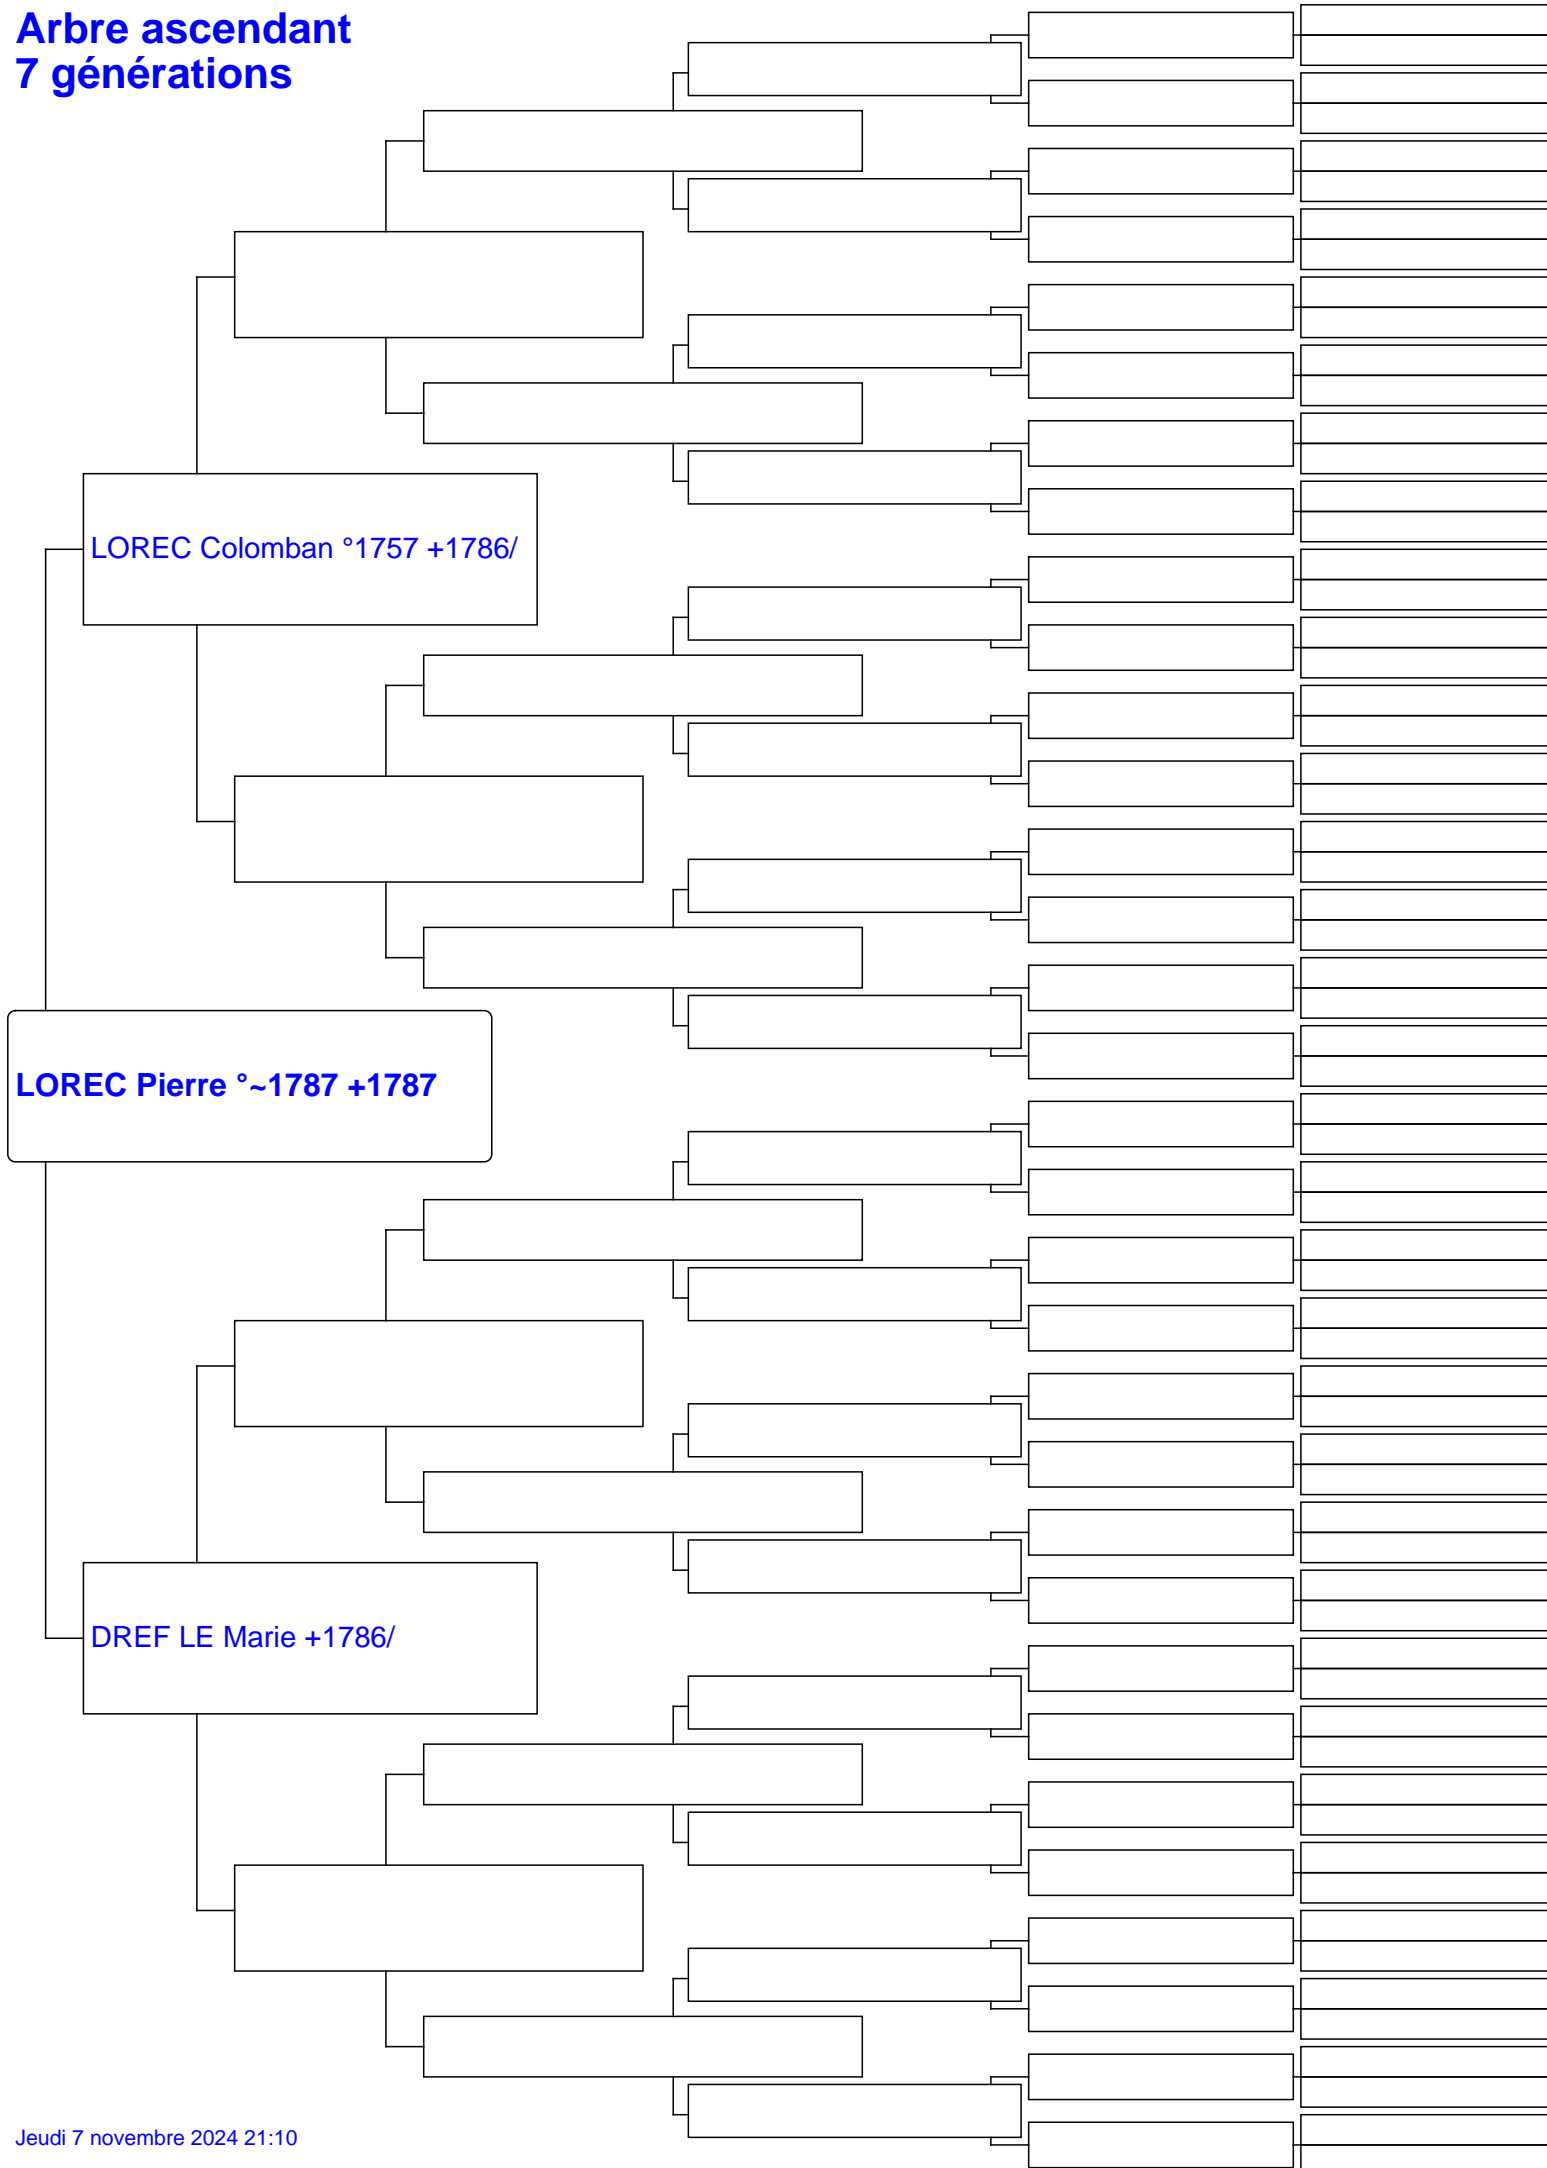 Arbre ascendant
7 générations
LOREC Colomban °1757 +1786/
LOREC Pierre °~1787 +1787
DREF LE Marie +1786/
Jeudi 7 novembre 2024 21:10